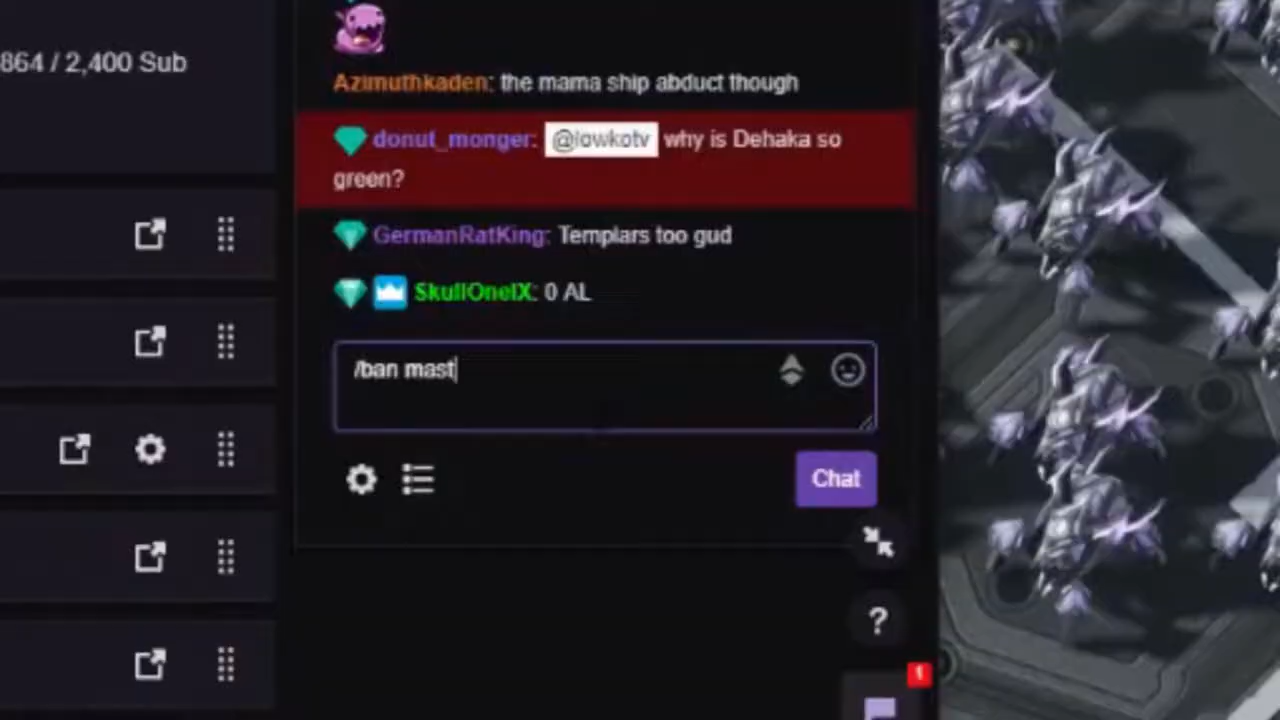 864 / 2,400 Sub
Azimuthkaden: the mama ship abduct though
donut_monger: @lowkotv why is Dehaka so
green?
GermanRatKing: Templars too gud
SkullOneIX: 0 AL
/ban mast
Chat
?
1